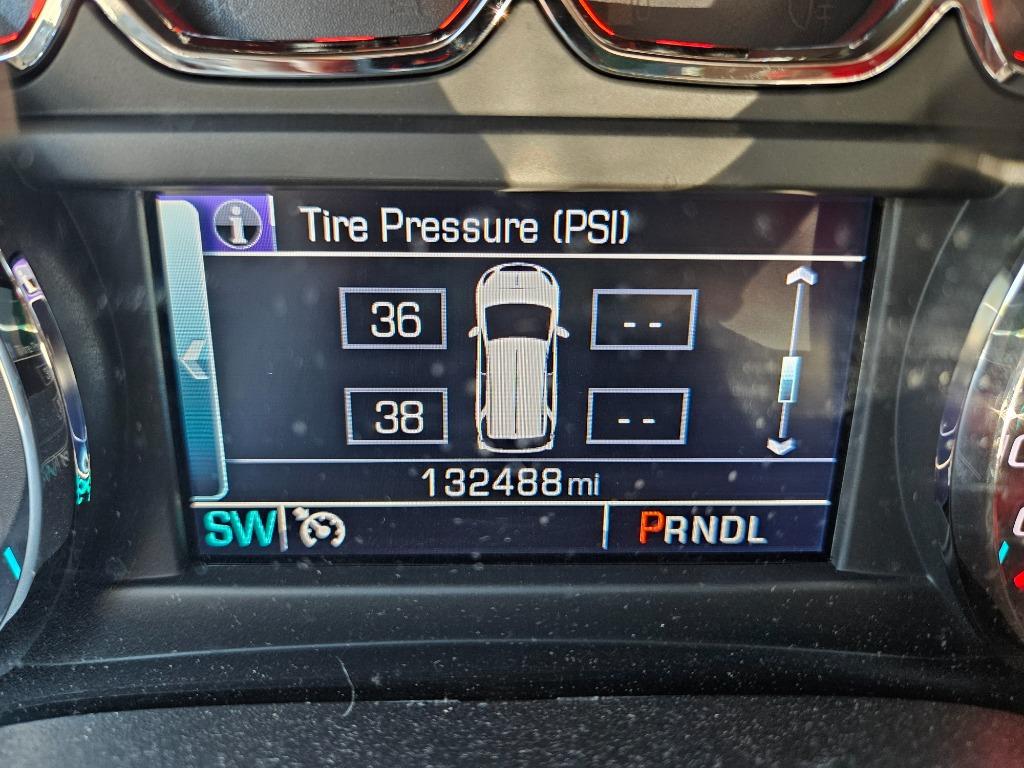 i Tire Pressure (PSI)
36 --
38 --
132488 mi
SW PRNDL